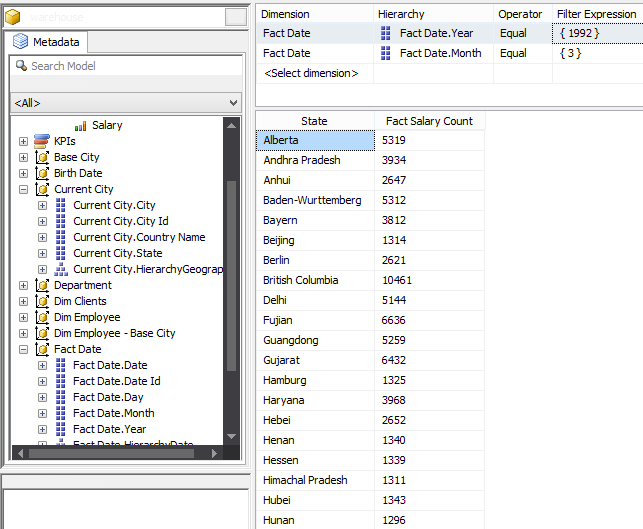 warehouse
Metadata
Search Model
<All>
Salary
KPIs
Base City
Birth Date
Current City
Current City.City
Current City.City Id
Current City.Country Name
Current City.State
Current City.HierarchyGeograp
Department
Dim Clients
Dim Employee
Dim Employee - Base City
Fact Date
Fact Date.Date
Fact Date.Date Id
Fact Date.Day
Fact Date.Month
Fact Date.Year
Fact Date.HierarchyDate
Dimension Hierarchy Operator Filter Expression
Fact Date Fact Date.Year Equal { 1992 }
Fact Date Fact Date.Month Equal { 3 }
<Select dimension>
State Fact Salary Count
Alberta 5319
Andhra Pradesh 3934
Anhui 2647
Baden-Wurttemberg 5312
Bayern 3812
Beijing 1314
Berlin 2621
British Columbia 10461
Delhi 5144
Fujian 6636
Guangdong 5259
Gujarat 6432
Hamburg 1325
Haryana 3968
Hebei 2652
Henan 1340
Hessen 1339
Himachal Pradesh 1311
Hubei 1343
Hunan 1296